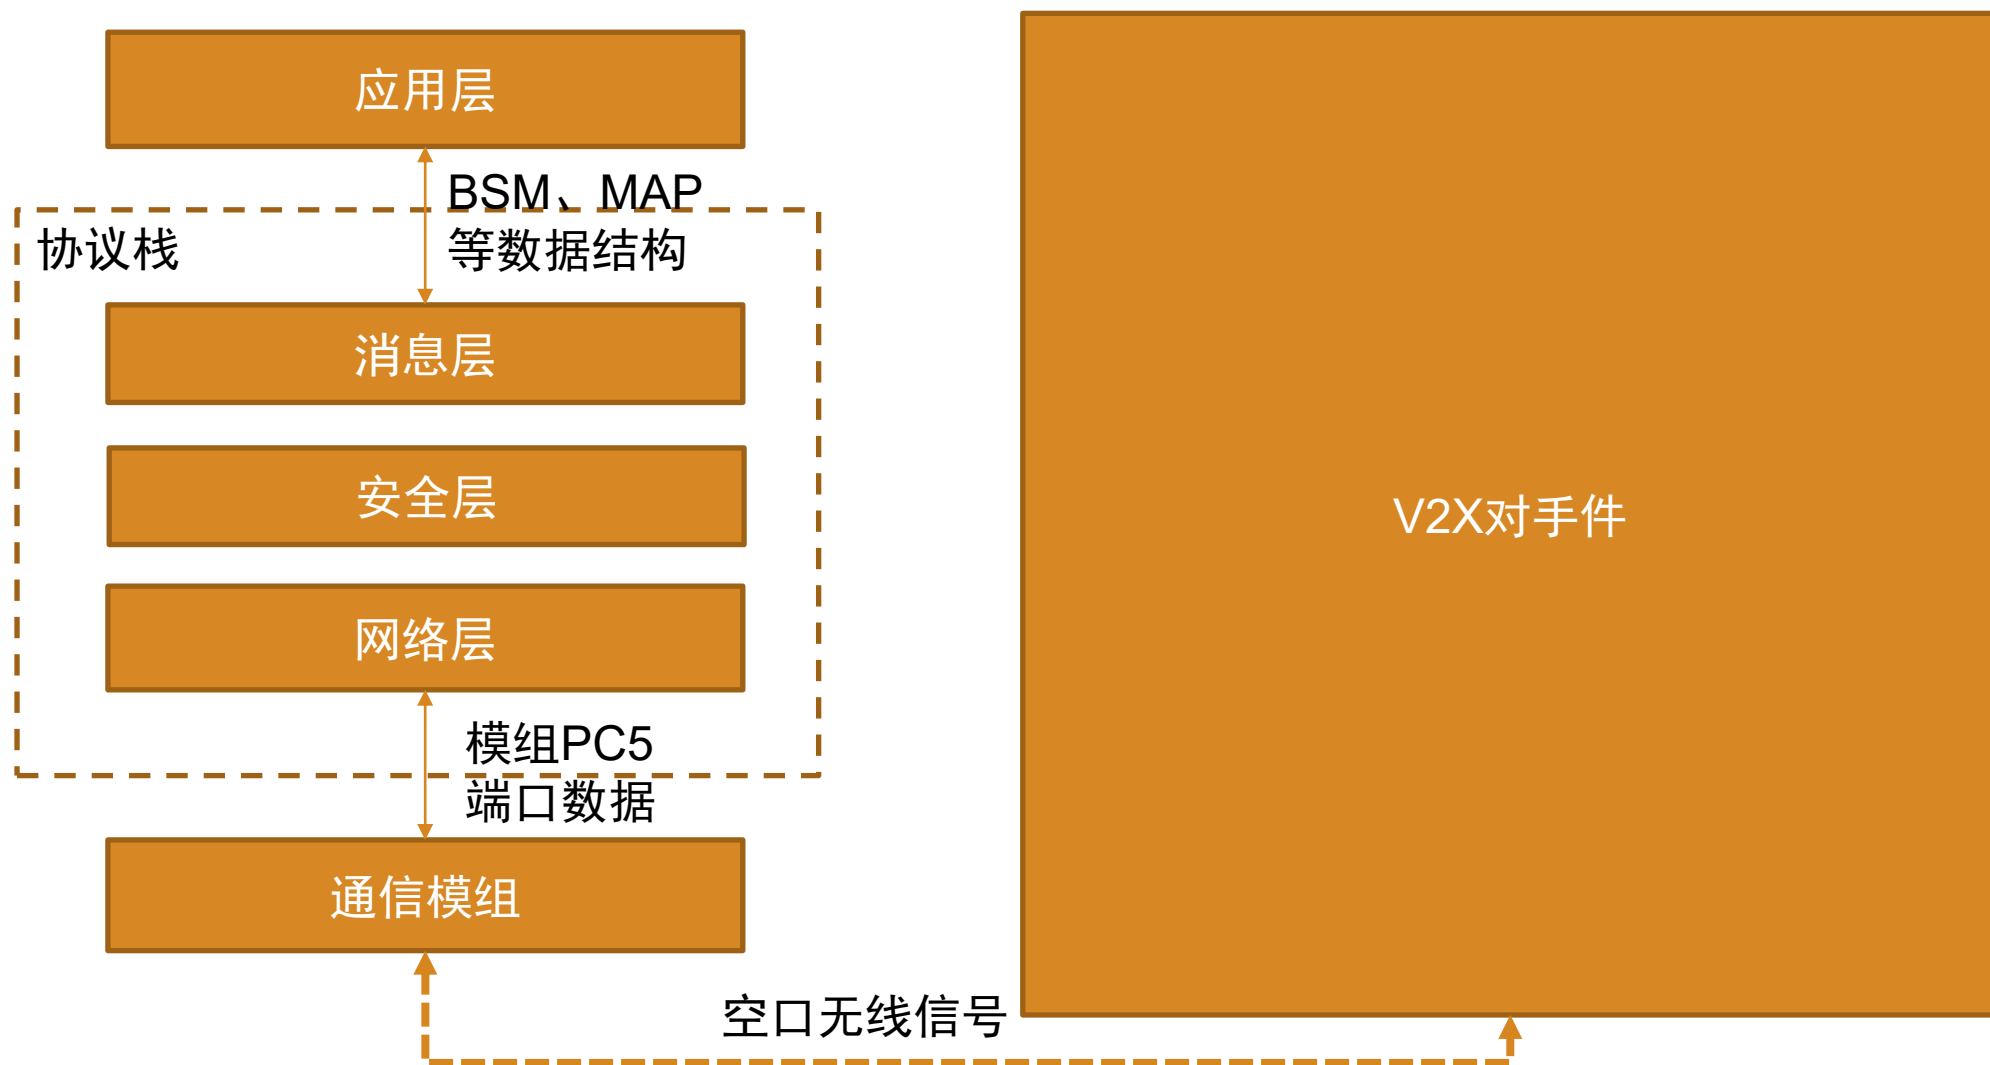 应用层
BSM、MAP
等数据结构
协议栈
消息层
安全层
网络层
模组PC5
端口数据
通信模组
空口无线信号
V2X对手件